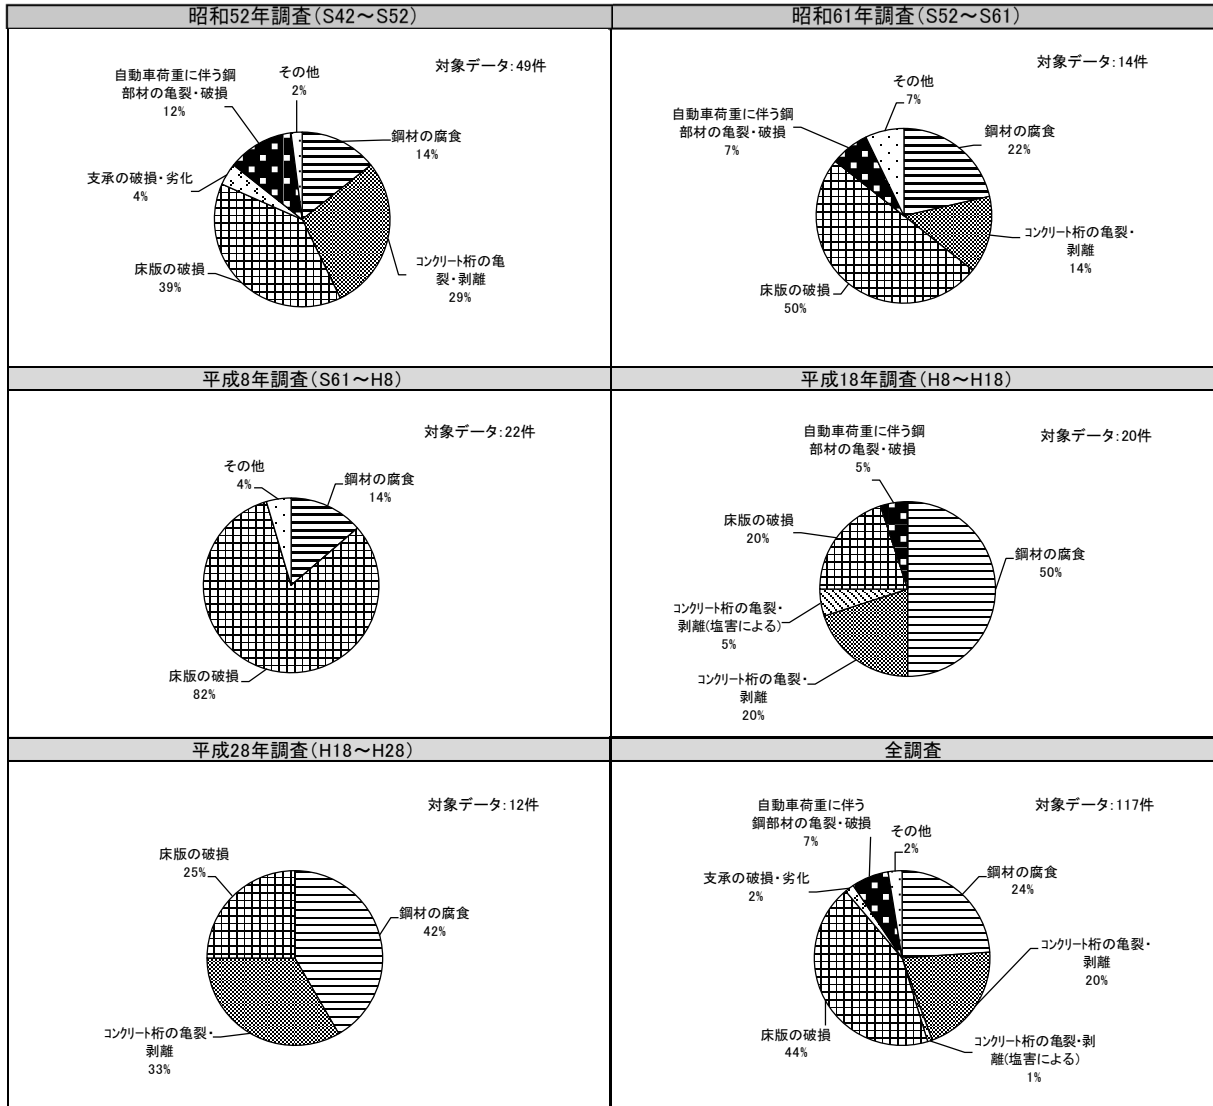 昭和52年調査(S42～S52)
対象データ:49件
自動車荷重に伴う鋼
部材の亀裂・破損
12%
その他
2%
鋼材の腐食
14%
支承の破損・劣化
4%
床版の破損
39%
コンクリート桁の亀
裂・剥離
29%
昭和61年調査(S52～S61)
対象データ:14件
その他
7%
自動車荷重に伴う鋼
部材の亀裂・破損
7%
鋼材の腐食
22%
コンクリート桁の亀裂・
剥離
14%
床版の破損
50%
平成8年調査(S61～H8)
対象データ:22件
その他
4%
鋼材の腐食
14%
床版の破損
82%
平成18年調査(H8～H18)
対象データ:20件
自動車荷重に伴う鋼
部材の亀裂・破損
5%
床版の破損
20%
鋼材の腐食
50%
コンクリート桁の亀裂・
剥離(塩害による)
5%
コンクリート桁の亀裂・
剥離
20%
平成28年調査(H18～H28)
対象データ:12件
床版の破損
25%
鋼材の腐食
42%
コンクリート桁の亀裂・
剥離
33%
全調査
対象データ:117件
自動車荷重に伴う
鋼部材の亀裂・破損
7%
その他
2%
支承の破損・劣化
2%
鋼材の腐食
24%
コンクリート桁の亀裂・
剥離
20%
床版の破損
44%
コンクリート桁の亀裂・剥
離(塩害による)
1%